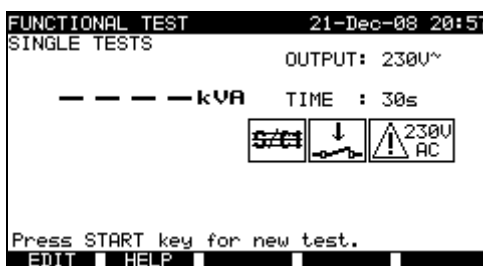 FUNCTIONAL TEST 21-Dec-08 20:57
SINGLE TESTS
OUTPUT: 230V~
– – – – kVA TIME : 30s
S/C1 230V
AC
Press START key for new test.
EDIT HELP